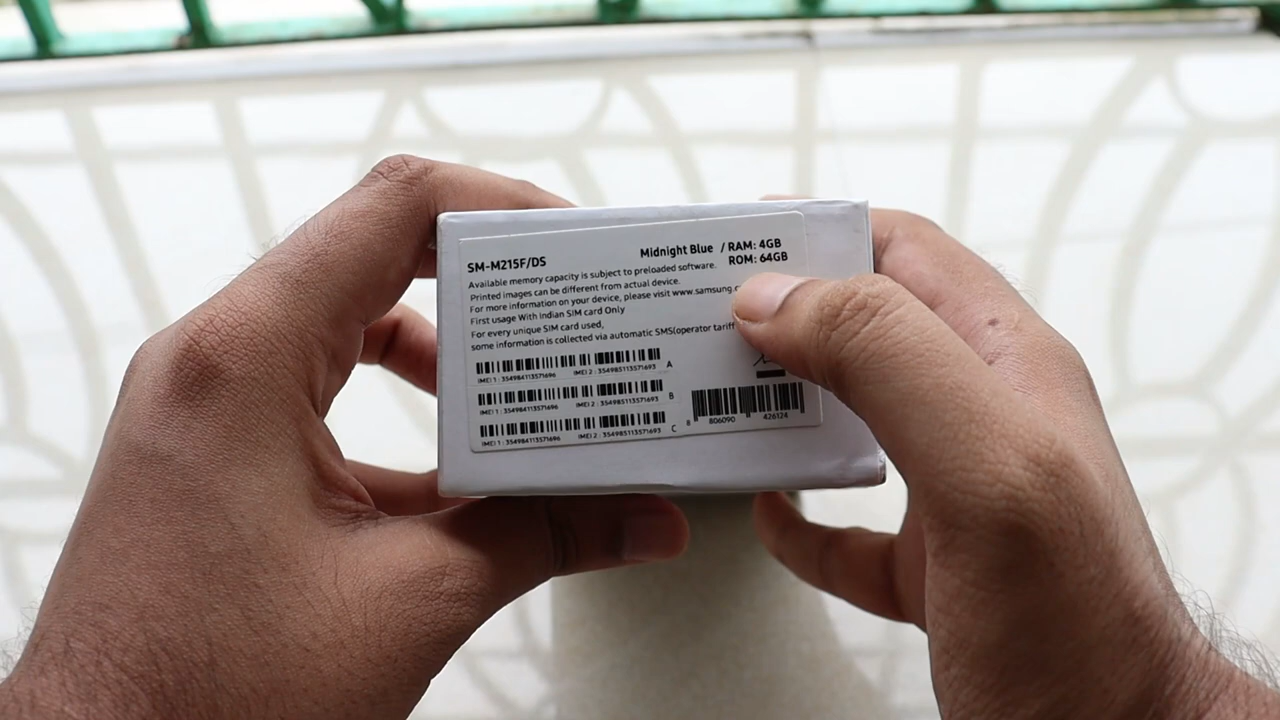 SM-M215F/DS Midnight Blue / RAM: 4GB
ROM: 64GB
Available memory capacity is subject to preloaded software.
Printed images can be different from actual device.
For more information on your device, please visit www.samsung.c
First usage With Indian SIM card Only
For every unique SIM card used,
some information is collected via automatic SMS(operator tariff
IMEI 1 : 354984113571696 IMEI 2 : 354985113571693 A
IMEI 1 : 354984113571696 IMEI 2 : 354985113571693 B
IMEI 1 : 354984113571696 IMEI 2 : 354985113571693 C
8 806090 426124